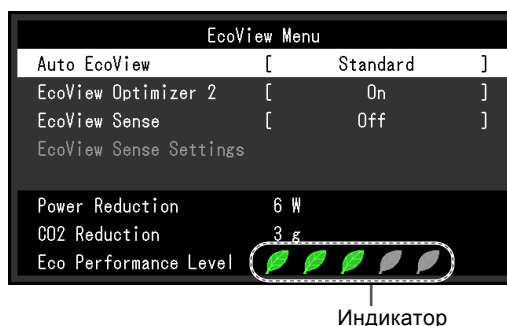 EcoView Menu
Auto EcoView [ Standard ]
EcoView Optimizer 2 [ On ]
EcoView Sense [ Off ]
EcoView Sense Settings
Power Reduction 6 W
CO2 Reduction 3 g
Eco Performance Level
Индикатор